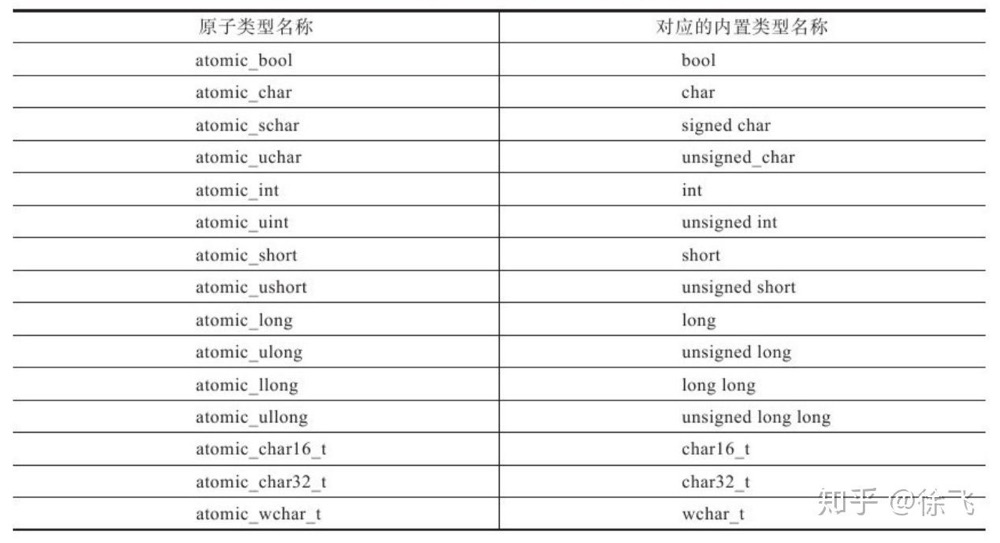 原子类型名称 对应的内置类型名称
atomic_bool bool
atomic_char char
atomic_schar signed char
atomic_uchar unsigned_char
atomic_int int
atomic_uint unsigned int
atomic_short short
atomic_ushort unsigned short
atomic_long long
atomic_ulong unsigned long
atomic_llong long long
atomic_ullong unsigned long long
atomic_char16_t char16_t
atomic_char32_t char32_t
atomic_wchar_t wchar_t
知乎 @徐飞